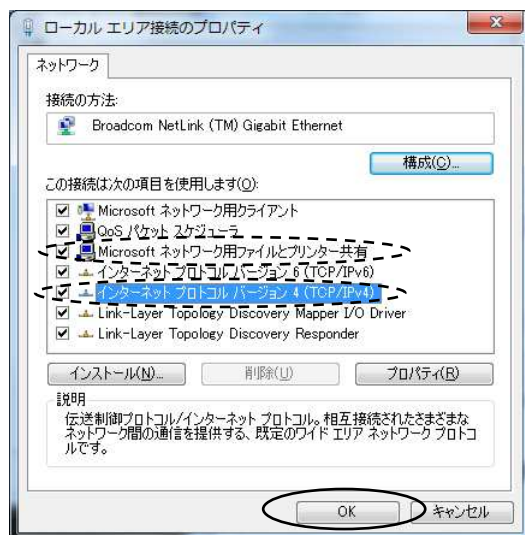 ローカル エリア接続のプロパティ
ネットワーク
接続の方法:
Broadcom NetLink (TM) Gigabit Ethernet
構成(C)...
この接続は次の項目を使用します(O):
Microsoft ネットワーク用クライアント
QoS パケット スケジューラ
Microsoft ネットワーク用ファイルとプリンター共有
インターネット プロトコル バージョン 6 (TCP/IPv6)
インターネット プロトコル バージョン 4 (TCP/IPv4)
Link-Layer Topology Discovery Mapper I/O Driver
Link-Layer Topology Discovery Responder
インストール(N)... 削除(U) プロパティ(R)
説明
伝送制御プロトコル/インターネット プロトコル。相互接続されたさまざまな
ネットワーク間の通信を提供する、既定のワイド エリア ネットワーク プロトコ
ルです。
OK キャンセル